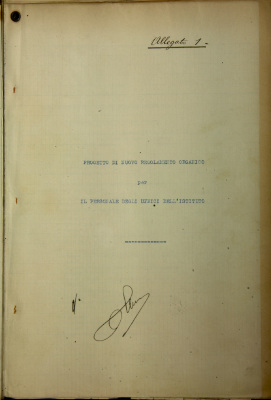 Allegato 1.
PROGETTO DI NUOVO REGOLAMENTO ORGANICO
per
IL PERSONALE DEGLI UFFICI DELL'ISTITUTO